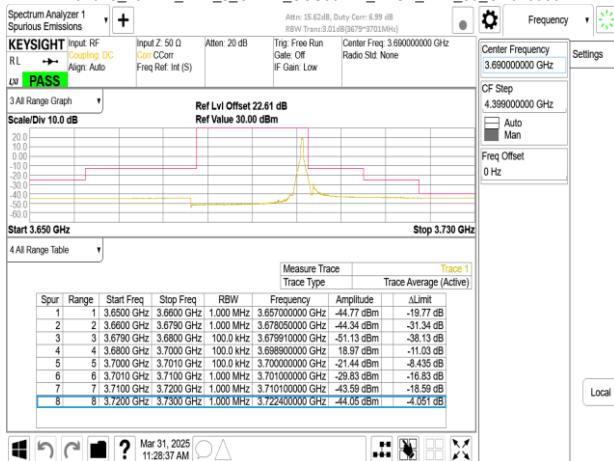 Spectrum Analyzer 1
Spurious Emissions
Attn: 15.62dB, Duty Corr: 6.99 dB
RBW Trans:3.01dB(3679~3701MHz)
Frequency
KEYSIGHT Input: RF Input Z: 50 Ω Atten: 20 dB Trig: Free Run Center Freq: 3.690000000 GHz
RL Coupling: DC Corr CCorr Gate: Off Radio Std: None
Align: Auto Freq Ref: Int (S) IF Gain: Low
LXI PASS
Center Frequency Settings
3.690000000 GHz
CF Step
4.399000000 GHz
Auto
Man
Freq Offset
0 Hz
3 All Range Graph
Ref Lvl Offset 22.61 dB
Scale/Div 10.0 dB Ref Value 30.00 dBm
20.0
10.0
0.00
-10.0
-20.0
-30.0
-40.0
-50.0
-60.0
Start 3.650 GHz Stop 3.730 GHz
4 All Range Table
Measure Trace Trace 1
Trace Type Trace Average (Active)
Spur Range Start Freq Stop Freq RBW Frequency Amplitude ΔLimit
1 1 3.6500 GHz 3.6600 GHz 1.000 MHz 3.657000000 GHz -44.77 dBm -19.77 dB
2 2 3.6600 GHz 3.6790 GHz 1.000 MHz 3.678050000 GHz -44.34 dBm -31.34 dB
3 3 3.6790 GHz 3.6800 GHz 100.0 kHz 3.679910000 GHz -51.13 dBm -38.13 dB
4 4 3.6800 GHz 3.7000 GHz 100.0 kHz 3.698900000 GHz 18.97 dBm -11.03 dB
5 5 3.7000 GHz 3.7010 GHz 100.0 kHz 3.700000000 GHz -21.44 dBm -8.435 dB
6 6 3.7010 GHz 3.7100 GHz 1.000 MHz 3.701000000 GHz -29.83 dBm -16.83 dB
7 7 3.7100 GHz 3.7200 GHz 1.000 MHz 3.710100000 GHz -43.59 dBm -18.59 dB
8 8 3.7200 GHz 3.7300 GHz 1.000 MHz 3.722400000 GHz -44.05 dBm -4.051 dB
Local
Mar 31, 2025
11:28:37 AM